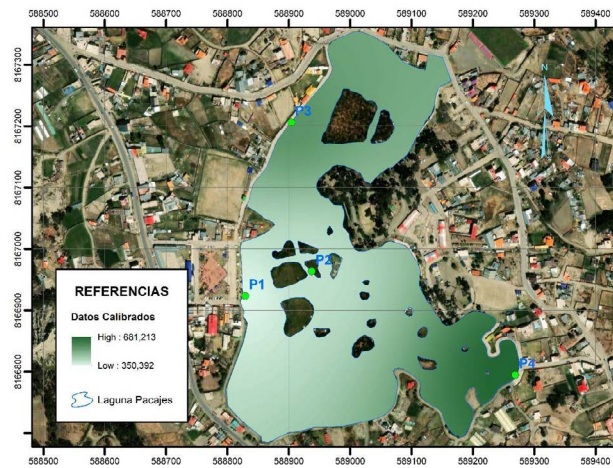 588500 588600 588700 588800 588900 589000 589100 589200 589300 589400
8167300
8167200
8167100
8167000
8166900
8166800
N
P3
P2
P1
P4
REFERENCIAS
Datos Calibrados
High : 681,213
Low : 350,392
Laguna Pacajes
588500 588600 588700 588800 588900 589000 589100 589200 589300 589400